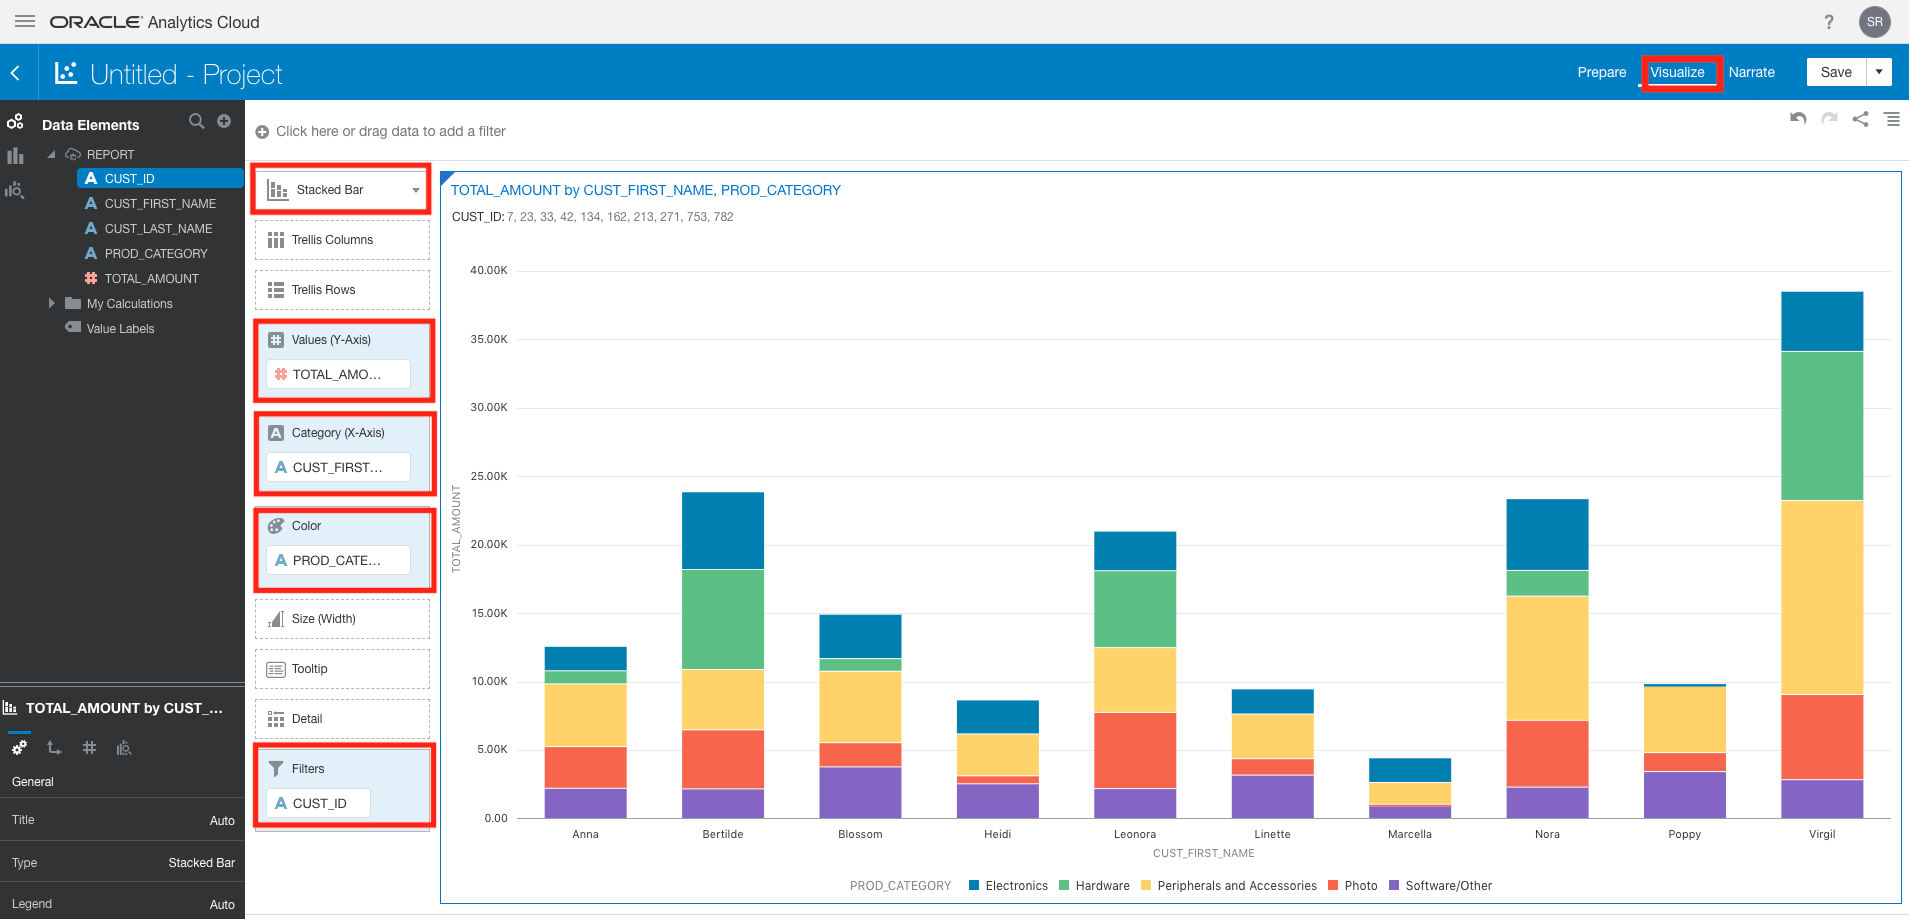 ORACLE Analytics Cloud
?
SR
Untitled - Project
Prepare
Visualize
Narrate
Save
Data Elements
REPORT
A CUST_ID
A CUST_FIRST_NAME
A CUST_LAST_NAME
A PROD_CATEGORY
# TOTAL_AMOUNT
My Calculations
Value Labels
TOTAL_AMOUNT by CUST_...
#
General
Title Auto
Type Stacked Bar
Legend Auto
Click here or drag data to add a filter
Stacked Bar
Trellis Columns
Trellis Rows
# Values (Y-Axis)
# TOTAL_AMO...
A Category (X-Axis)
A CUST_FIRST...
Color
A PROD_CATE...
Size (Width)
Tooltip
Detail
Filters
A CUST_ID
TOTAL_AMOUNT by CUST_FIRST_NAME, PROD_CATEGORY
CUST_ID: 7, 23, 33, 42, 134, 162, 213, 271, 753, 782
TOTAL_AMOUNT
40.00K
35.00K
30.00K
25.00K
20.00K
15.00K
10.00K
5.00K
0.00
Anna Bertilde Blossom Heidi Leonora Linette Marcella Nora Poppy Virgil
CUST_FIRST_NAME
PROD_CATEGORY Electronics Hardware Peripherals and Accessories Photo Software/Other